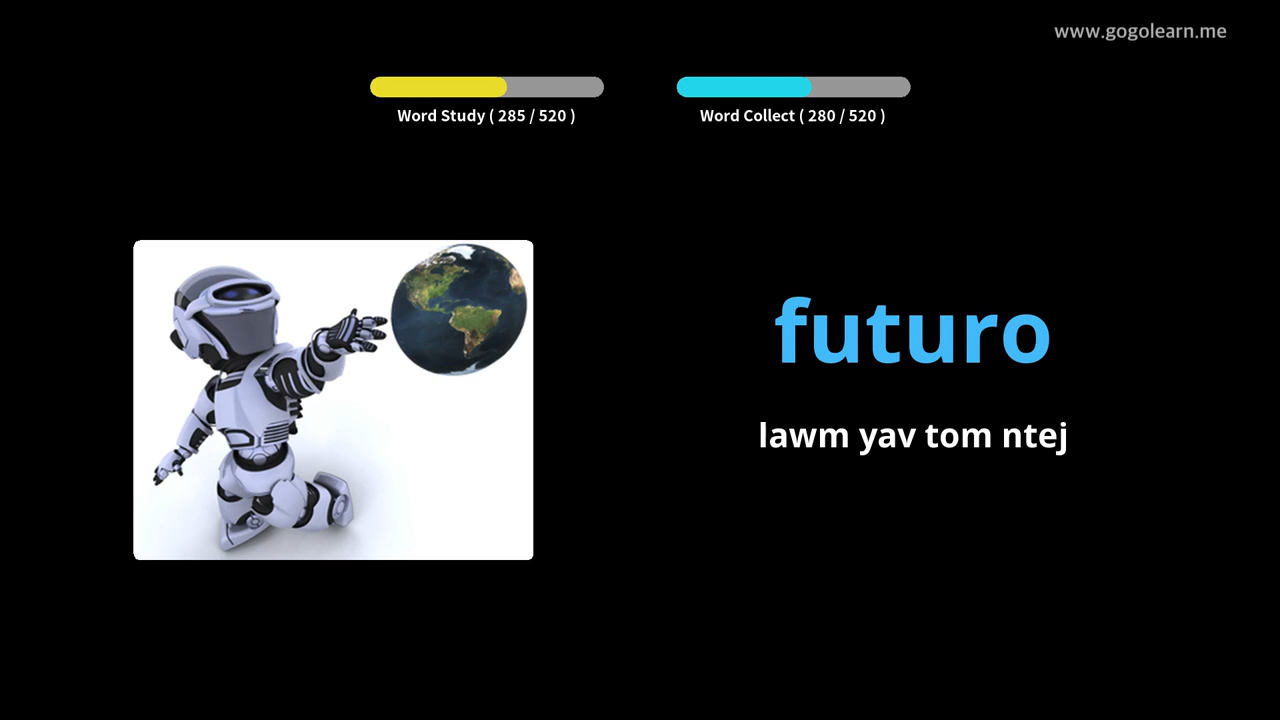 www.gogolearn.me
Word Study ( 285 / 520 )
Word Collect ( 280 / 520 )
futuro
lawm yav tom ntej